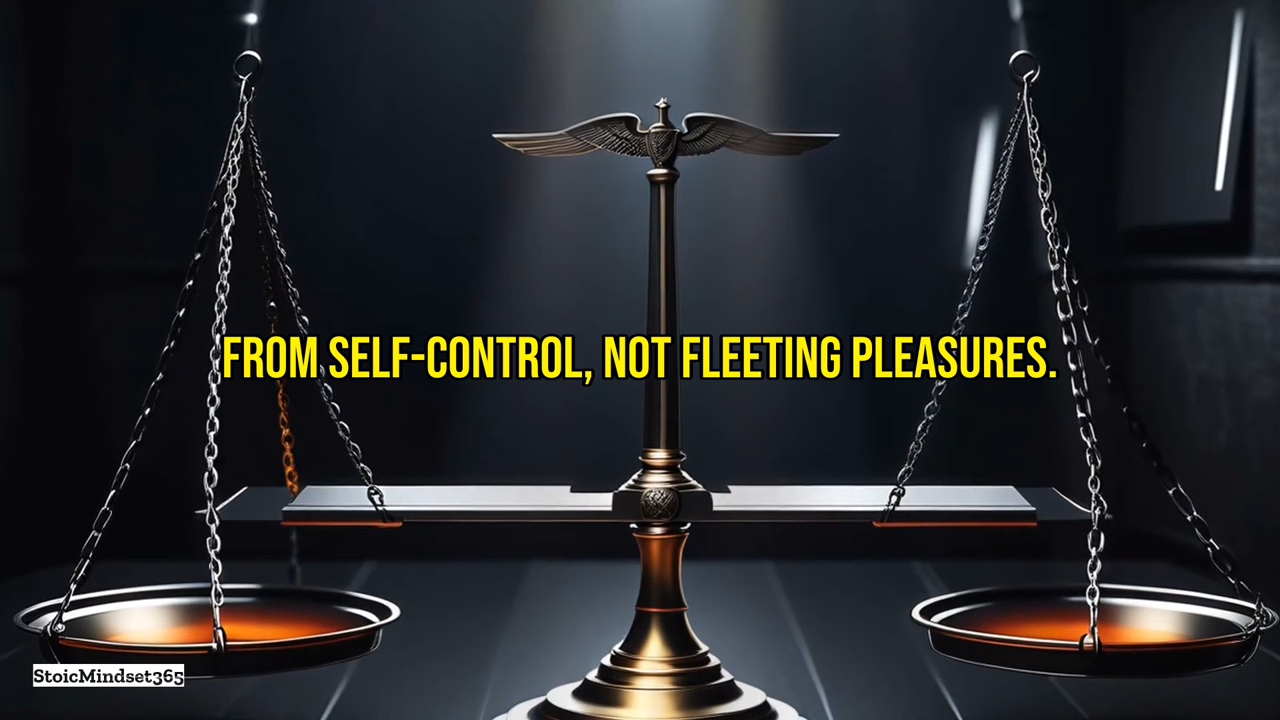 FROM SELF-CONTROL, NOT FLEETING PLEASURES.
StoicMindset365